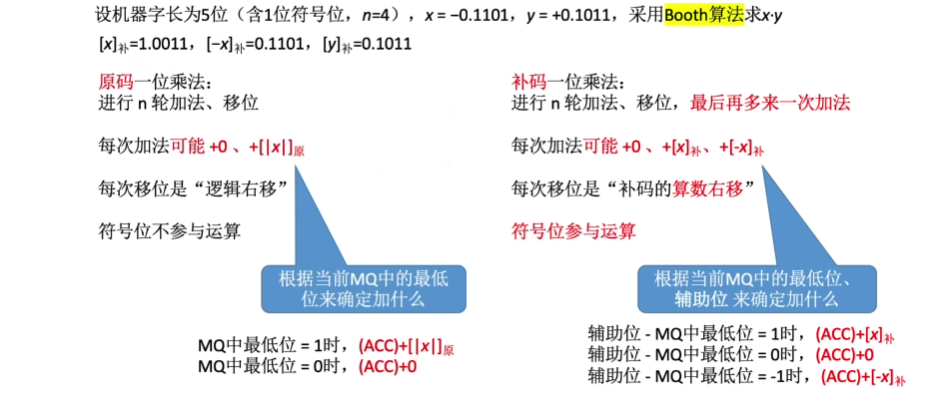 设机器字长为5位（含1位符号位，n=4），x = −0.1101，y = +0.1011，采用Booth算法求x·y
[x]补=1.0011，[−x]补=0.1101，[y]补=0.1011
原码一位乘法：
进行 n 轮加法、移位
每次加法可能 +0 、+[|x|]原
每次移位是“逻辑右移”
符号位不参与运算
根据当前MQ中的最低
位来确定加什么
MQ中最低位 = 1时，(ACC)+[|x|]原
MQ中最低位 = 0时，(ACC)+0
补码一位乘法：
进行 n 轮加法、移位，最后再多来一次加法
每次加法可能 +0 、+[x]补、+[-x]补
每次移位是“补码的算数右移”
符号位参与运算
根据当前MQ中的最低位、
辅助位 来确定加什么
辅助位 - MQ中最低位 = 1时，(ACC)+[x]补
辅助位 - MQ中最低位 = 0时，(ACC)+0
辅助位 - MQ中最低位 = -1时，(ACC)+[-x]补